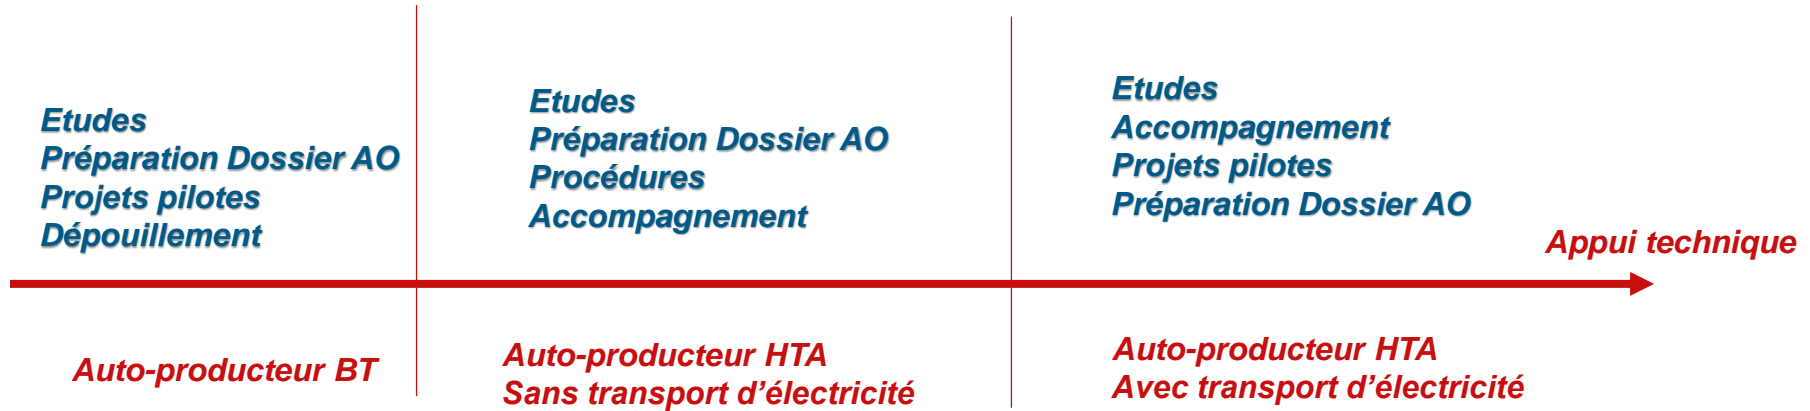 Etudes
Préparation Dossier AO
Projets pilotes
Dépouillement
Etudes
Préparation Dossier AO
Procédures
Accompagnement
Etudes
Accompagnement
Projets pilotes
Préparation Dossier AO
Appui technique
Auto-producteur BT
Auto-producteur HTA
Sans transport d’électricité
Auto-producteur HTA
Avec transport d’électricité